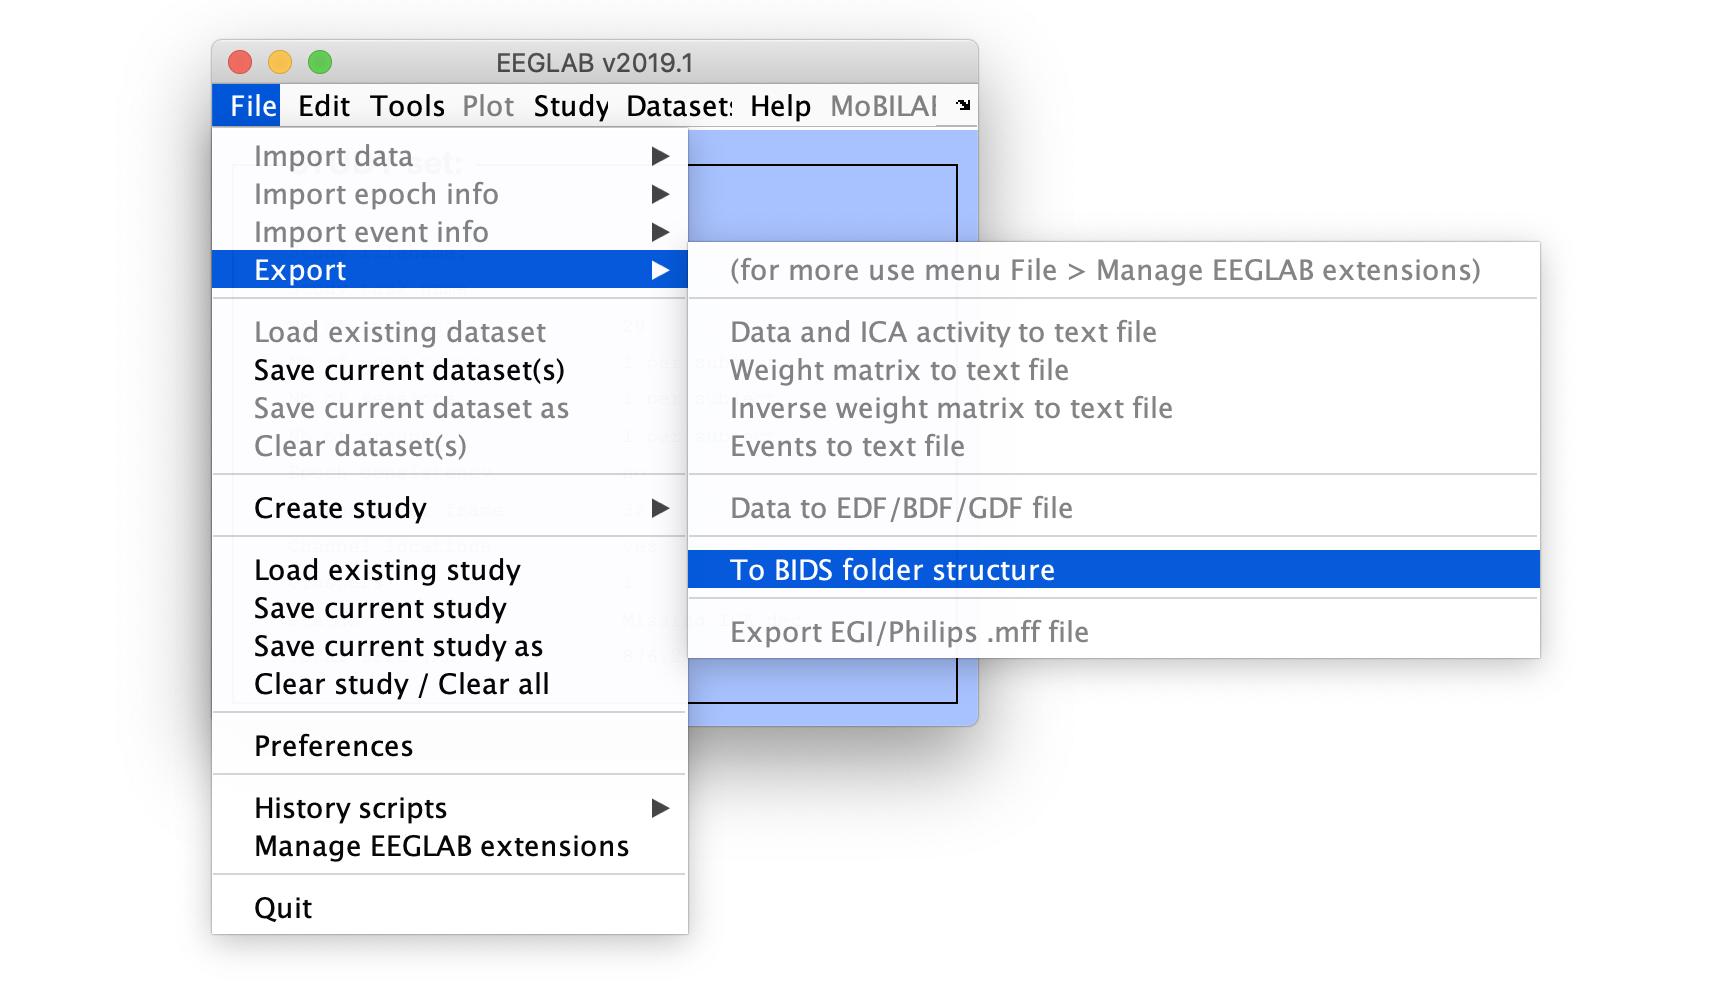 EEGLAB v2019.1
File Edit Tools Plot Study Datasets Help MoBILAB
Import data
Import epoch info
Import event info
Export
Load existing dataset
Save current dataset(s)
Save current dataset as
Clear dataset(s)
Create study
Load existing study
Save current study
Save current study as
Clear study / Clear all
Preferences
History scripts
Manage EEGLAB extensions
Quit
(for more use menu File > Manage EEGLAB extensions)
Data and ICA activity to text file
Weight matrix to text file
Inverse weight matrix to text file
Events to text file
Data to EDF/BDF/GDF file
To BIDS folder structure
Export EGI/Philips .mff file